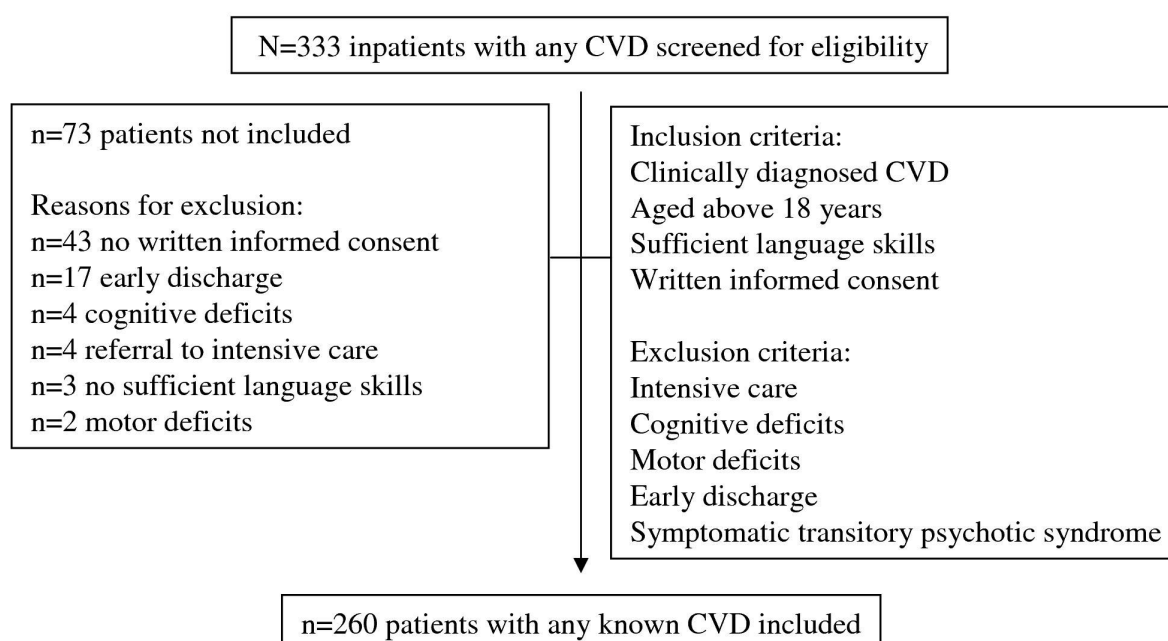 N=333 inpatients with any CVD screened for eligibility
n=73 patients not included
Reasons for exclusion:
n=43 no written informed consent
n=17 early discharge
n=4 cognitive deficits
n=4 referral to intensive care
n=3 no sufficient language skills
n=2 motor deficits
Inclusion criteria:
Clinically diagnosed CVD
Aged above 18 years
Sufficient language skills
Written informed consent
Exclusion criteria:
Intensive care
Cognitive deficits
Motor deficits
Early discharge
Symptomatic transitory psychotic syndrome
n=260 patients with any known CVD included